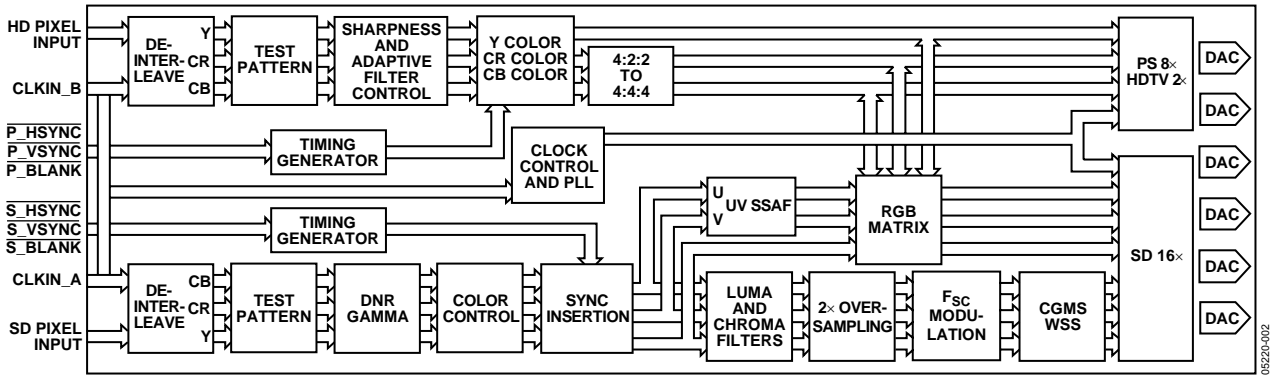 HD PIXEL
INPUT
CLKIN_B
P_HSYNC
P_VSYNC
P_BLANK
S_HSYNC
S_VSYNC
S_BLANK
CLKIN_A
SD PIXEL
INPUT
DE-
INTER-
LEAVE
Y
CR
CB
TEST
PATTERN
SHARPNESS
AND
ADAPTIVE
FILTER
CONTROL
Y COLOR
CR COLOR
CB COLOR
4:2:2
TO
4:4:4
PS 8×
HDTV 2×
TIMING
GENERATOR
CLOCK
CONTROL
AND PLL
TIMING
GENERATOR
U
V
UV SSAF
RGB
MATRIX
SD 16×
DE-
INTER-
LEAVE
CB
CR
Y
TEST
PATTERN
DNR
GAMMA
COLOR
CONTROL
SYNC
INSERTION
LUMA
AND
CHROMA
FILTERS
2× OVER-
SAMPLING
FSC
MODU-
LATION
CGMS
WSS
DAC
DAC
DAC
DAC
DAC
DAC
05220-002